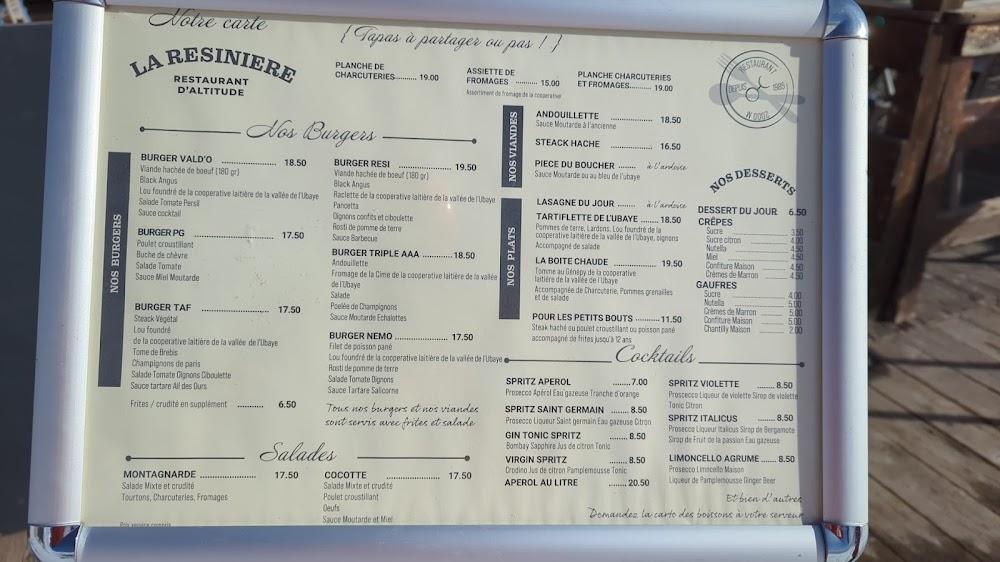 Notre carte
LA RESINIERE
RESTAURANT
D'ALTITUDE
{ Tapas à partager ou pas ! }
PLANCHE DE
CHARCUTERIES......... 19.00
ASSIETTE DE
FROMAGES ............ 15.00
Assortiment de fromage de la cooperative
PLANCHE CHARCUTERIES
ET FROMAGES......... 19.00
RESTAURANT
DEPUIS 1985
2000 M
Nos Burgers
NOS BURGERS
BURGER VALD'O .................. 18.50
Viande hachée de boeuf (180 gr)
Black Angus
Lou foundré de la cooperative laitière de la vallée de l'Ubaye
Salade Tomate Persil
Sauce cocktail
BURGER PG .................. 17.50
Poulet croustillant
Buche de chèvre
Salade Tomate
Sauce Miel Moutarde
BURGER TAF .................. 17.50
Steack Végétal
Lou foundré
de la cooperative laitière de la vallée de l'Ubaye
Tome de Brebis
Champignons de paris
Salade Tomate Oignons Ciboulette
Sauce tartare Ail des Ours
Frites / crudité en supplément ......... 6.50
BURGER RESI .................. 19.50
Viande hachée de boeuf (180 gr)
Black Angus
Raclette de la cooperative laitière de la vallée de l'Ubaye
Pancetta
Oignons confits et ciboulette
Rosti de pomme de terre
Sauce Barbecue
BURGER TRIPLE AAA ............. 18.50
Andouillette
Fromage de la Cime de la cooperative laitière de la vallée
de l'Ubaye
Salade
Poelée de Champignons
Sauce Moutarde Echalottes
BURGER NEMO .................. 17.50
Filet de poisson pané
Lou foundré de la cooperative laitière de la vallée de l'Ubaye
Rosti de pomme de terre
Salade Tomate Oignons
Sauce Tartare Salicorne
Tous nos burgers et nos viandes
sont servis avec frites et salade
NOS VIANDES
ANDOUILLETTE ............. 18.50
Sauce Moutarde à l'ancienne
STEACK HACHE ............. 16.50
PIECE DU BOUCHER ....... à l'ardoise
Sauce Moutarde ou au bleu de l'ubaye
NOS PLATS
LASAGNE DU JOUR ......... à l'ardoise
TARTIFLETTE DE L'UBAYE ....... 18.50
Pommes de terre, Lardons, Lou foundré de la
cooperative laitière de la vallée de l'Ubaye, oignons
Accompagné de salade
LA BOITE CHAUDE ............ 19.50
Tomme au Génépy de la cooperative
laitière de la vallée de l'Ubaye
Accompagnée de Charcuterie, Pommes grenailles
et de salade
POUR LES PETITS BOUTS ......... 11.50
Steak haché ou poulet croustillant ou poisson pané
accompagné de frites jusqu'à 12 ans
NOS DESSERTS
DESSERT DU JOUR 6.50
CRÊPES
Sucre 3.50
Sucre citron 4.00
Nutella 4.50
Miel 4.50
Confiture Maison 4.50
Crèmes de Marron 4.50
GAUFRES
Sucre 4.00
Nutella 5.00
Crèmes de Marron 5.00
Confiture Maison 5.00
Chantilly Maison 2.00
Cocktails
SPRITZ APEROL ........ 7.00
Prosecco Apérol Eau gazeuse Tranche d'orange
SPRITZ SAINT GERMAIN ....... 8.50
Prosecco Liqueur Saint germain Eau gazeuse Citron
GIN TONIC SPRITZ ........ 8.50
Bombay Sapphire Jus de citron Tonic
VIRGIN SPRITZ ........ 8.50
Crodino Jus de citron Pamplemousse Tonic
APEROL AU LITRE ........ 20.50
SPRITZ VIOLETTE ....... 8.50
Proscecco Liqueur de violette Sirop de violette
Tonic Citron
SPRITZ ITALICUS ....... 8.50
Prosecco Liqueur Italicus Sirop de Bergamote
Sirop de Fruit de la passion Eau gazeuse
LIMONCELLO AGRUME ...... 8.50
Prosecco Limoncello Maison
Liqueur de Pamplemousse Ginger Beer
Et bien d'autres
Demandez la carte des boissons à votre serveur
Salades
MONTAGNARDE .................. 17.50
Salade Mixte et crudité
Tourtons, Charcuteries, Fromages
COCOTTE .................. 17.50
Salade Mixte et crudité
Poulet croustillant
Oeufs
Sauce Moutarde et Miel
Prix service compris